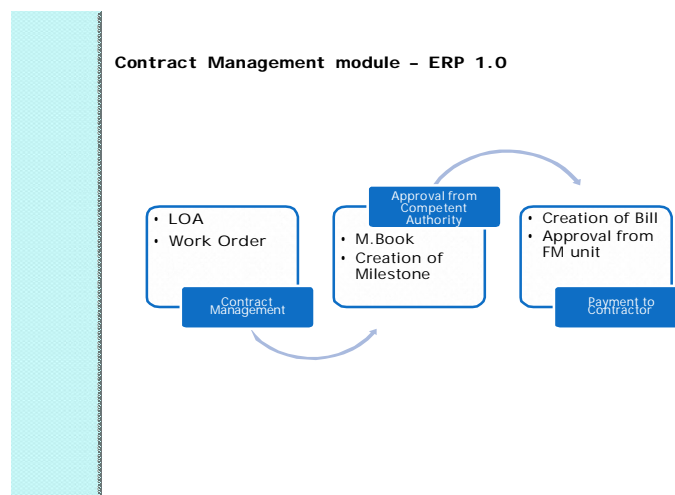 Contract Management module – ERP 1.0
• LOA
• Work Order
Contract
Management
Approval from
Competent
Authority
• M.Book
• Creation of
Milestone
• Creation of Bill
• Approval from
FM unit
Payment to
Contractor